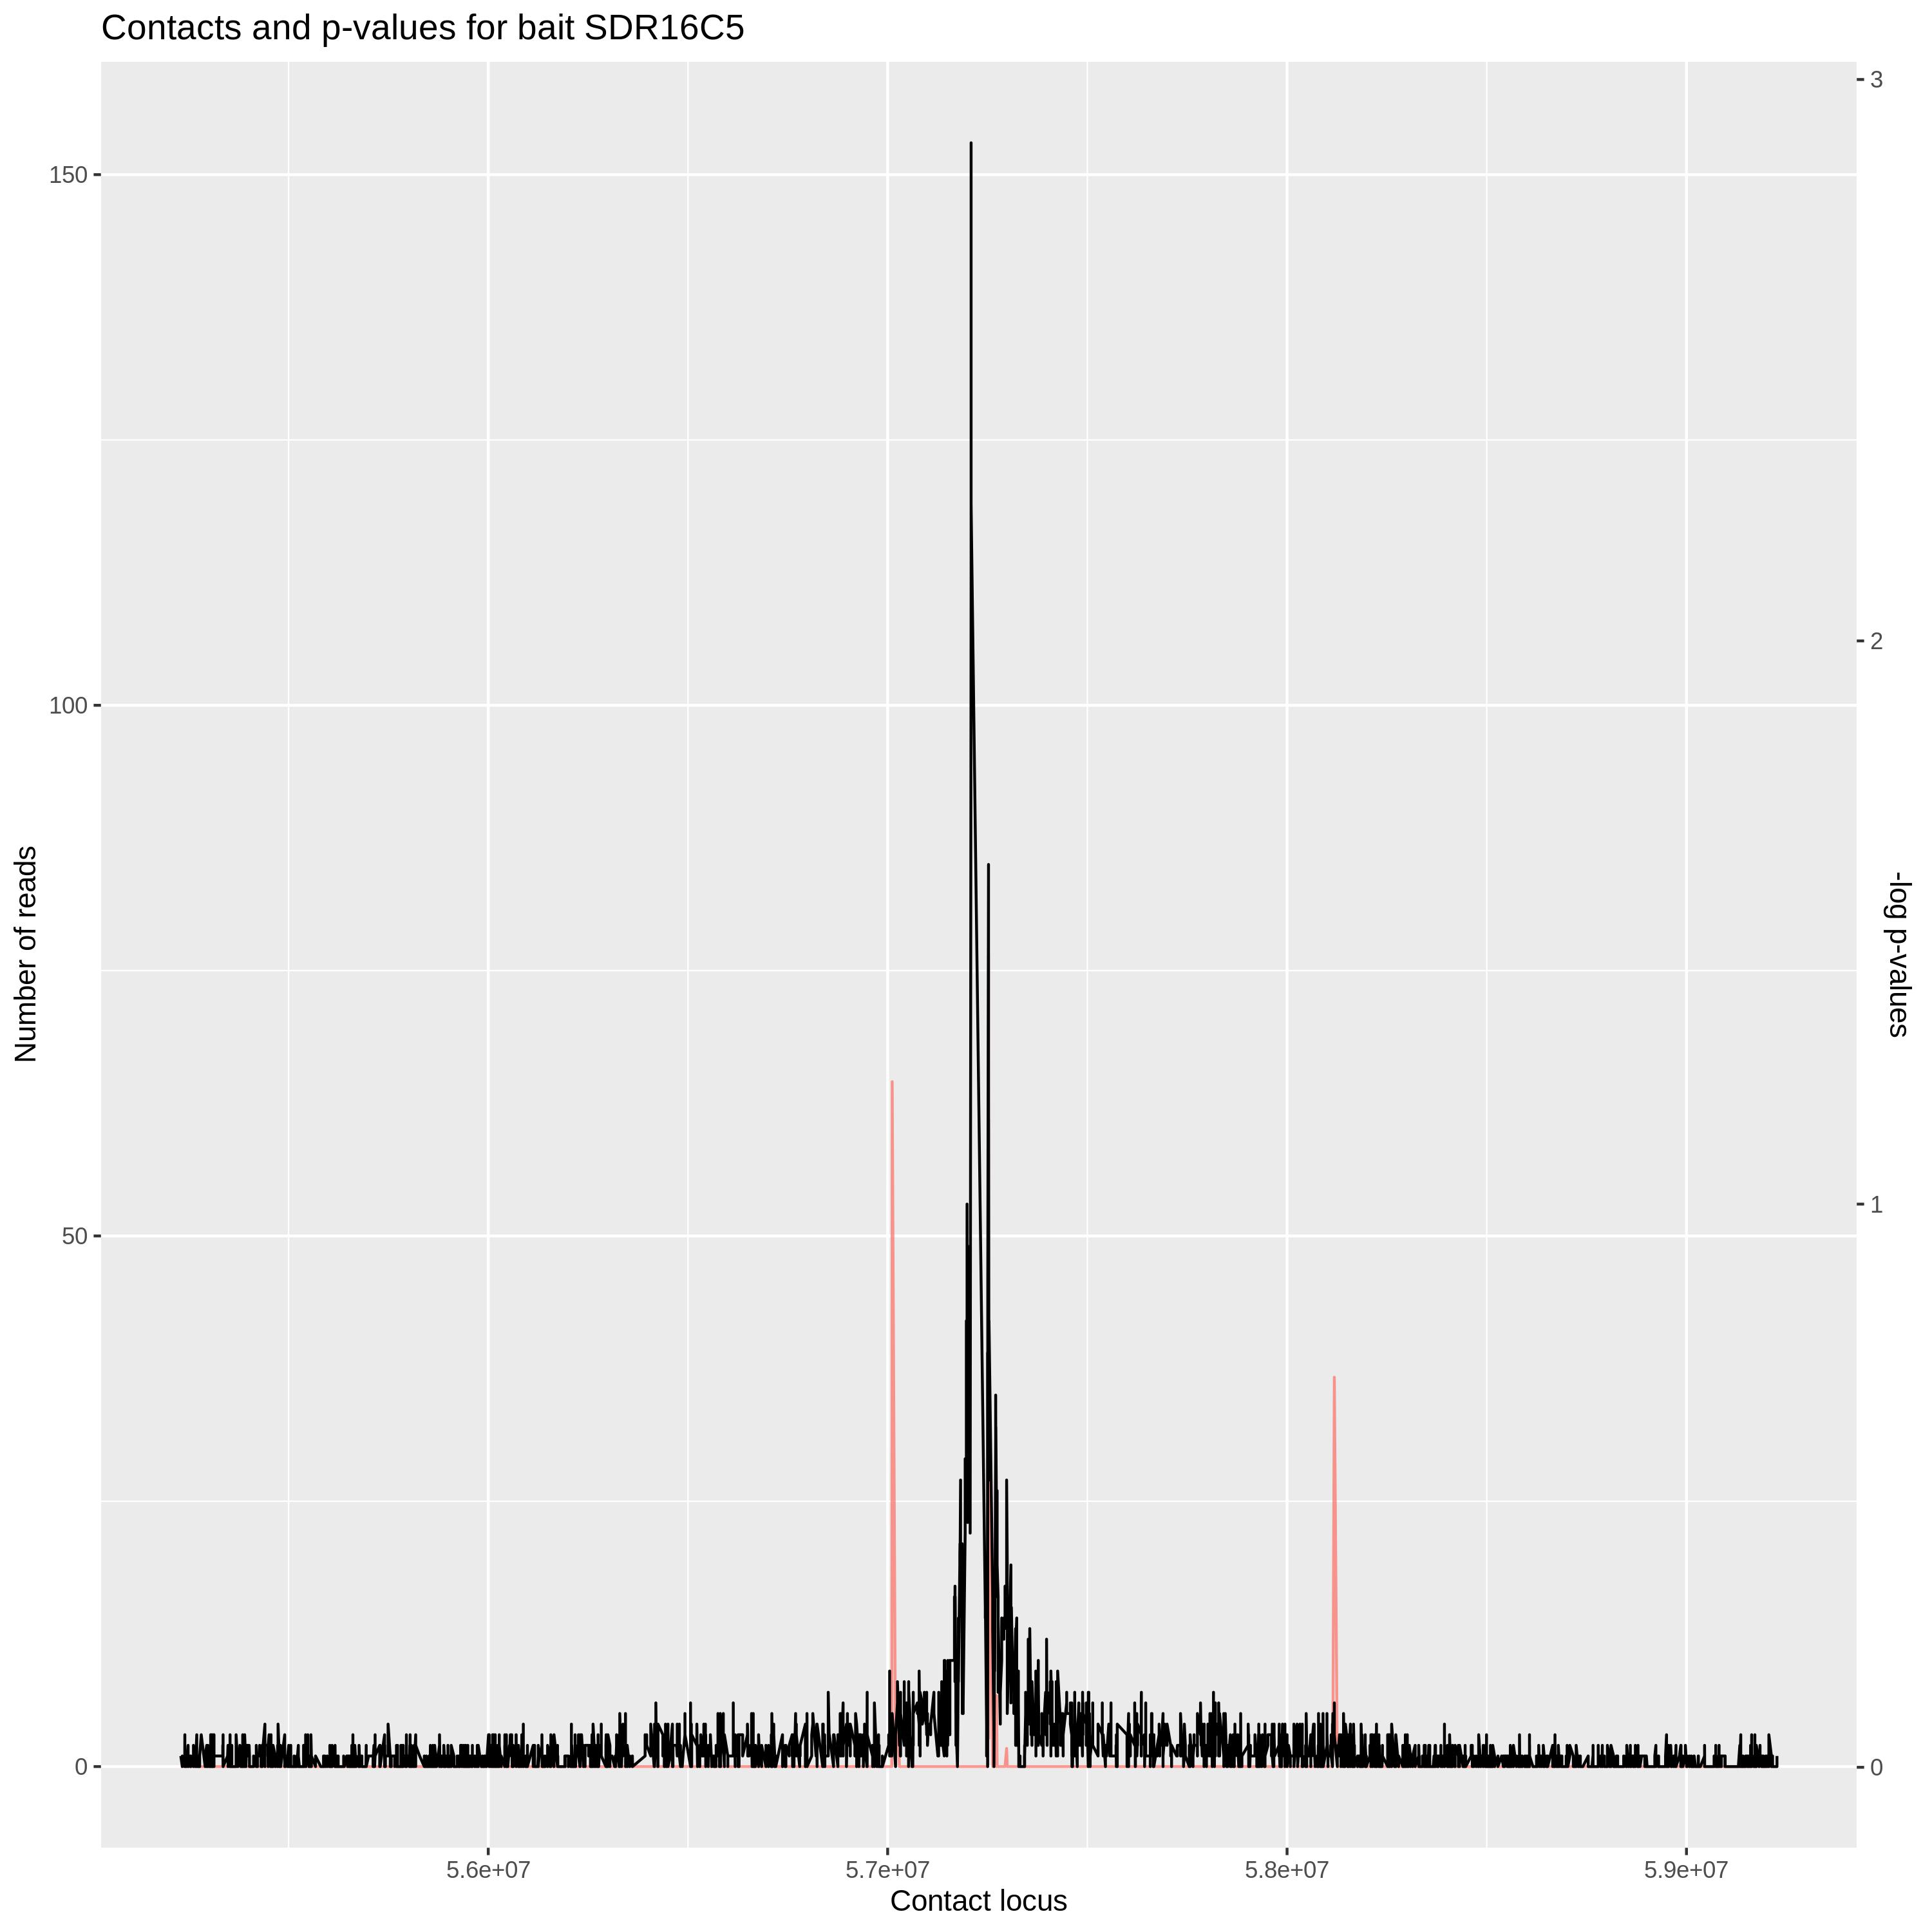 Contacts and p-values for bait SDR16C5
Number of reads
150
100
50
0
3
2
1
0
-log p-values
5.6e+07
5.7e+07
5.8e+07
5.9e+07
Contact locus